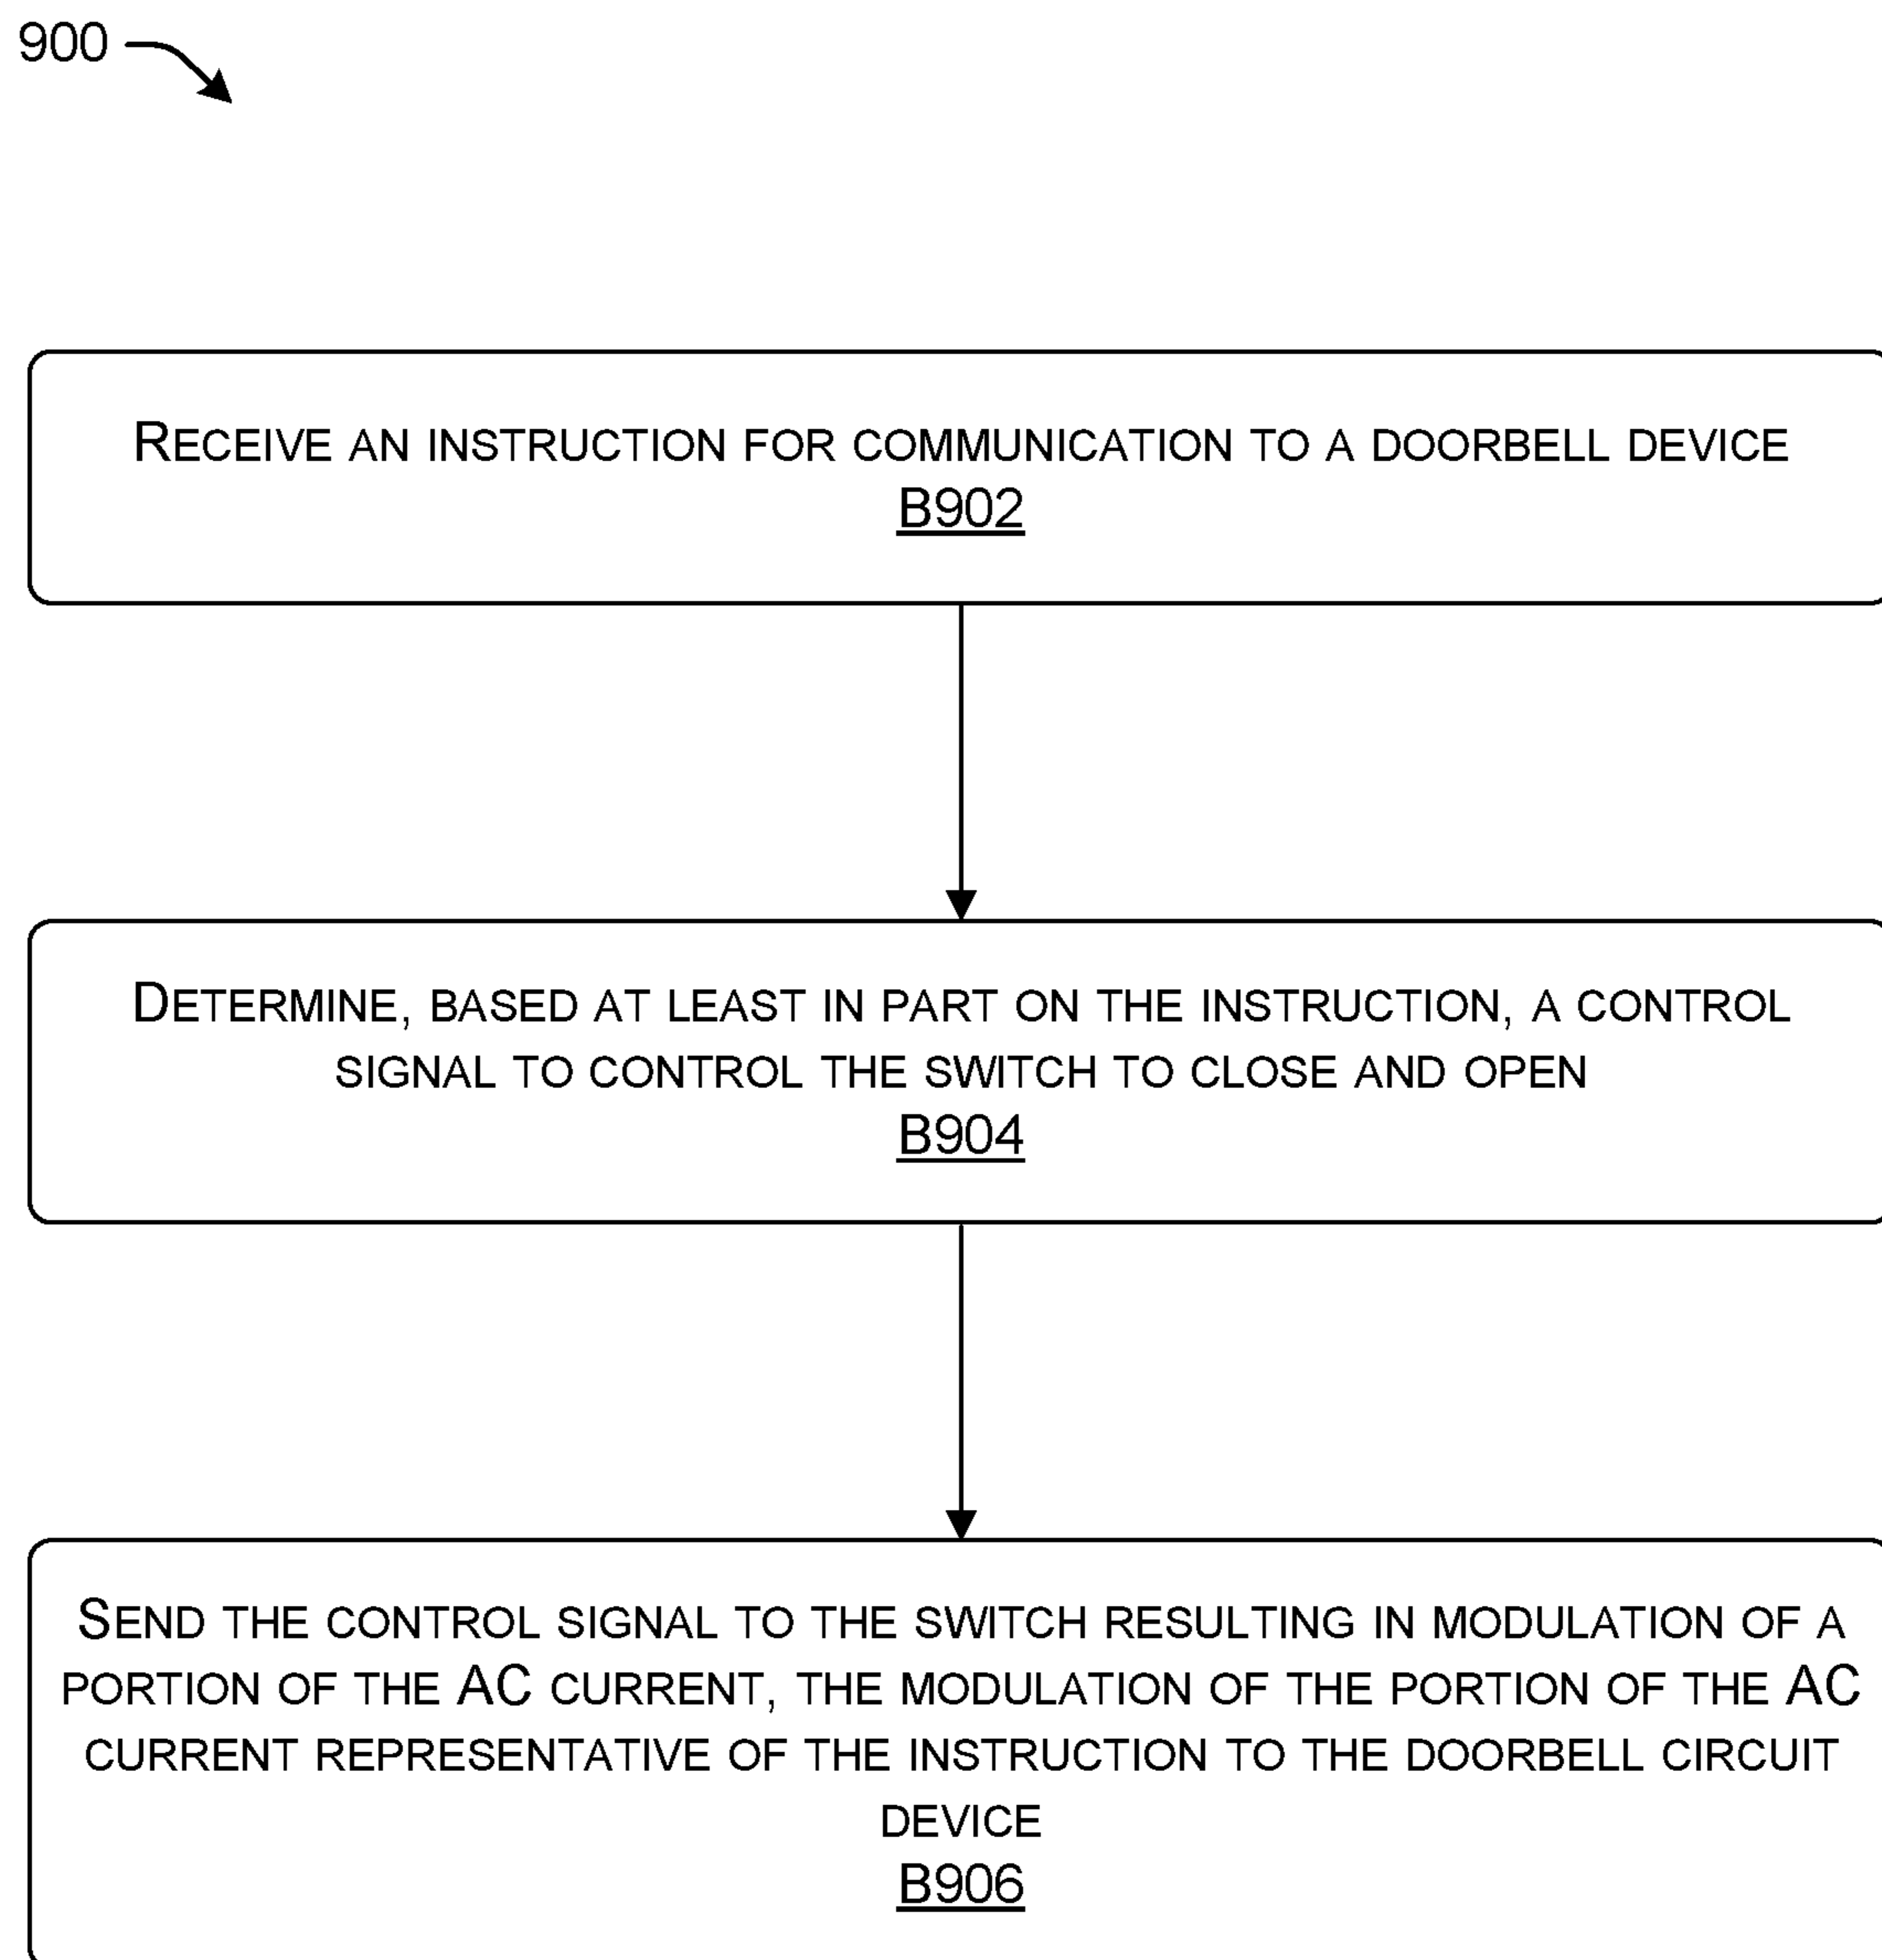 900
RECEIVE AN INSTRUCTION FOR COMMUNICATION TO A DOORBELL DEVICE
B902
DETERMINE, BASED AT LEAST IN PART ON THE INSTRUCTION, A CONTROL
SIGNAL TO CONTROL THE SWITCH TO CLOSE AND OPEN
B904
SEND THE CONTROL SIGNAL TO THE SWITCH RESULTING IN MODULATION OF A
PORTION OF THE AC CURRENT, THE MODULATION OF THE PORTION OF THE AC
CURRENT REPRESENTATIVE OF THE INSTRUCTION TO THE DOORBELL CIRCUIT
DEVICE
B906